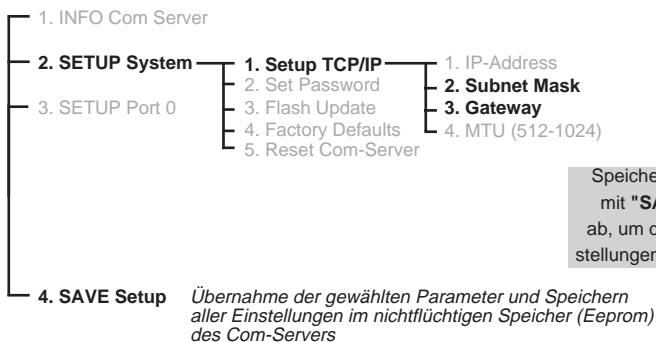 1. INFO Com Server
2. SETUP System
1. Setup TCP/IP
1. IP-Address
2. Set Password
2. Subnet Mask
3. SETUP Port 0
3. Flash Update
3. Gateway
4. Factory Defaults
4. MTU (512-1024)
5. Reset Com-Server
mit
ab, um
4. SAVE Setup
Übernahme der gewählten Parameter und Speichern
aller Einstellungen im nichtflüchtigen Speicher (Eeprom)
des Com-Servers